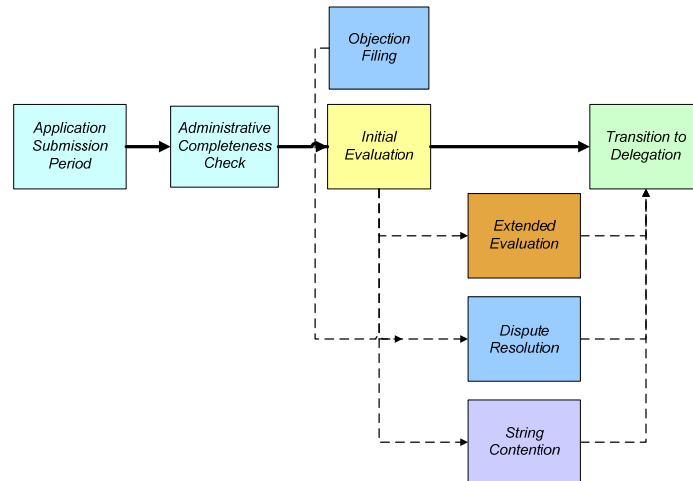 Objection
Filing
Application
Submission
Period
Administrative
Completeness
Check
Initial
Evaluation
Transition to
Delegation
Extended
Evaluation
Dispute
Resolution
String
Contention